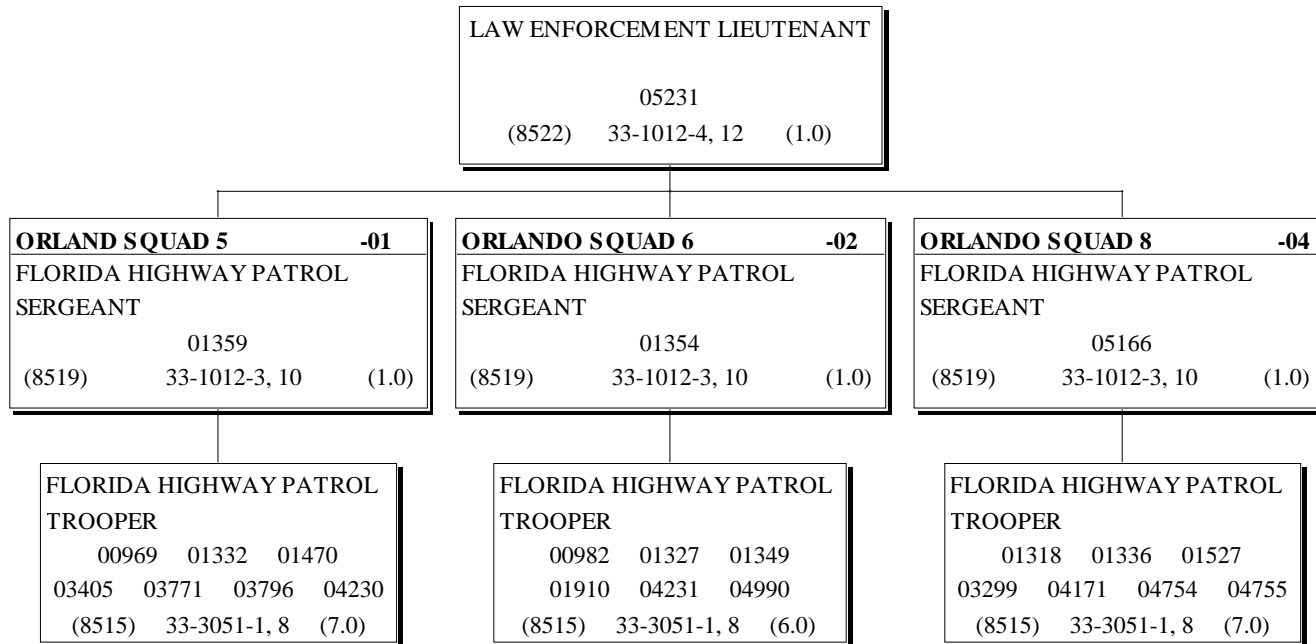 LAW ENFORCEMENT LIEUTENANT
05231
(8522) 33-1012-4, 12 (1.0)
ORLAND SQUAD 5 -01
FLORIDA HIGHWAY PATROL
SERGEANT
01359
(8519) 33-1012-3, 10 (1.0)
ORLANDO SQUAD 6 -02
FLORIDA HIGHWAY PATROL
SERGEANT
01354
(8519) 33-1012-3, 10 (1.0)
ORLANDO SQUAD 8 -04
FLORIDA HIGHWAY PATROL
SERGEANT
05166
(8519) 33-1012-3, 10 (1.0)
FLORIDA HIGHWAY PATROL
TROOPER
00969 01332 01470
03405 03771 03796 04230
(8515) 33-3051-1, 8 (7.0)
FLORIDA HIGHWAY PATROL
TROOPER
00982 01327 01349
01910 04231 04990
(8515) 33-3051-1, 8 (6.0)
FLORIDA HIGHWAY PATROL
TROOPER
01318 01336 01527
03299 04171 04754 04755
(8515) 33-3051-1, 8 (7.0)